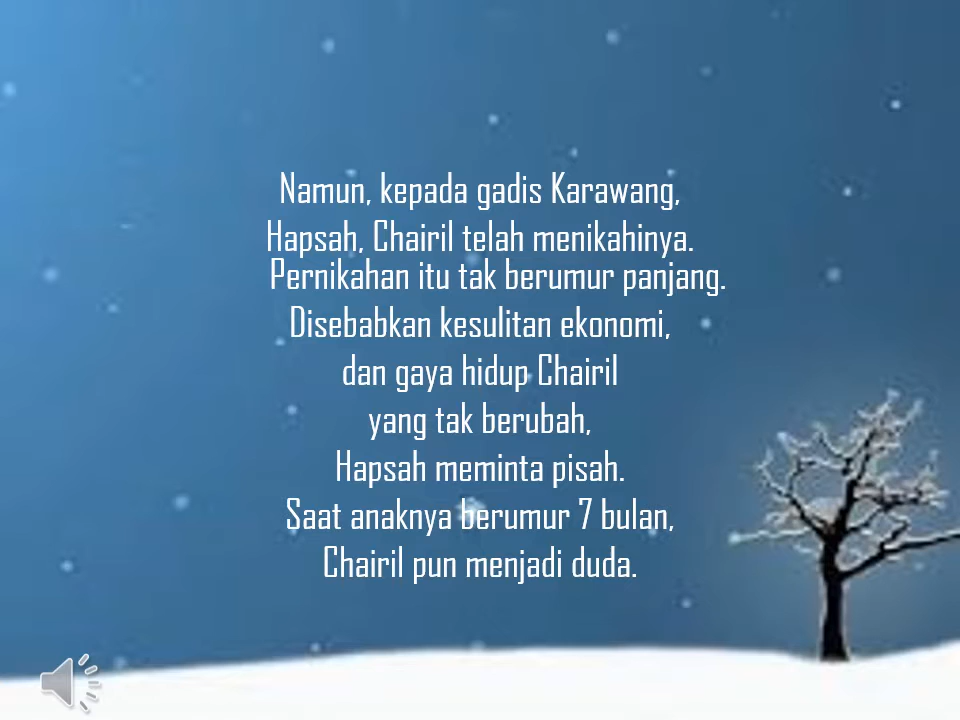 Namun, kepada gadis Karawang,
Hapsah, Chairil telah menikahinya.
Pernikahan itu tak berumur panjang.
Disebabkan kesulitan ekonomi,
dan gaya hidup Chairil
yang tak berubah,
Hapsah meminta pisah.
Saat anaknya berumur 7 bulan,
Chairil pun menjadi duda.